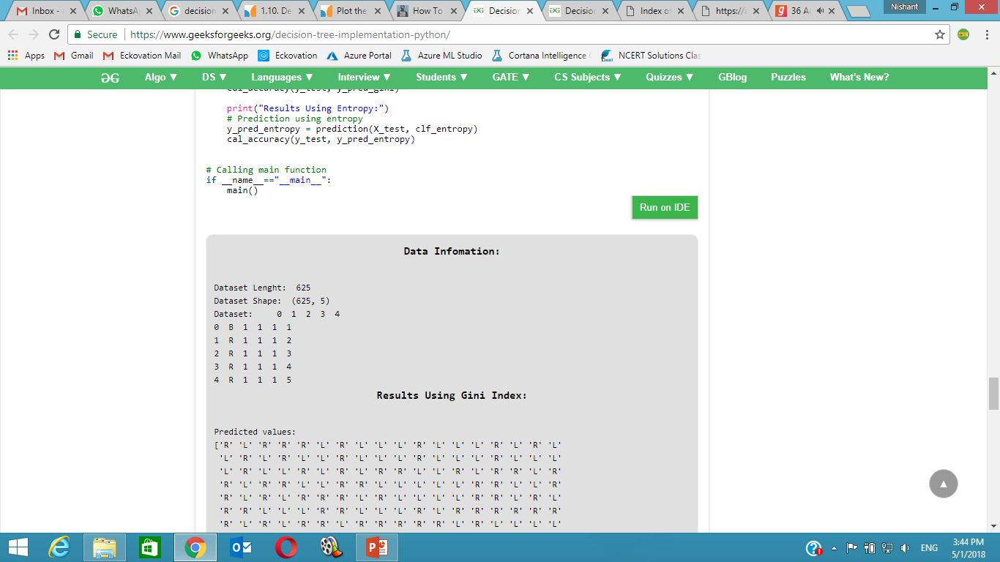 Nishant
Inbox -
WhatsA
decision
1.10. De
Plot the
How To
Decision
Decisio
Index of
https://
36 A
Secure | https://www.geeksforgeeks.org/decision-tree-implementation-python/
Apps Gmail Eckovation Mail WhatsApp Eckovation Azure Portal Azure ML Studio Cortana Intelligence NCERT Solutions Clas
Algo ▼ DS ▼ Languages ▼ Interview ▼ Students ▼ GATE ▼ CS Subjects ▼ Quizzes ▼ GBlog Puzzles What's New?
cal_accuracy(y_test, y_pred_gini)
print("Results Using Entropy:")
# Prediction using entropy
y_pred_entropy = prediction(X_test, clf_entropy)
cal_accuracy(y_test, y_pred_entropy)
# Calling main function
if __name__=="__main__":
main()
Run on IDE
Data Infomation:
Dataset Lenght: 625
Dataset Shape: (625, 5)
Dataset: 0 1 2 3 4
0 B 1 1 1 1
1 R 1 1 1 2
2 R 1 1 1 3
3 R 1 1 1 4
4 R 1 1 1 5
Results Using Gini Index:
Predicted values:
['R' 'L' 'R' 'R' 'R' 'L' 'R' 'L' 'L' 'L' 'R' 'L' 'L' 'L' 'R' 'L' 'R' 'L'
'L' 'R' 'L' 'R' 'L' 'L' 'R' 'L' 'L' 'L' 'R' 'L' 'L' 'L' 'R' 'L' 'L' 'L'
'L' 'R' 'L' 'L' 'R' 'L' 'R' 'L' 'R' 'R' 'L' 'L' 'R' 'L' 'R' 'R' 'L' 'R'
'R' 'L' 'R' 'R' 'L' 'L' 'R' 'R' 'L' 'L' 'L' 'L' 'L' 'R' 'R' 'L' 'L' 'R'
'R' 'L' 'R' 'L' 'R' 'R' 'R' 'L' 'R' 'L' 'L' 'L' 'L' 'R' 'R' 'L' 'R' 'L'
'R' 'R' 'L' 'L' 'L' 'R' 'R' 'L' 'L' 'L' 'R' 'L' 'R' 'R' 'R' 'R' 'R' 'R'
'R' 'L' 'R' 'L' 'R' 'R' 'L' 'R' 'R' 'R' 'R' 'R' 'L' 'R' 'L' 'L' 'L' 'L'
ENG
3:44 PM
5/1/2018